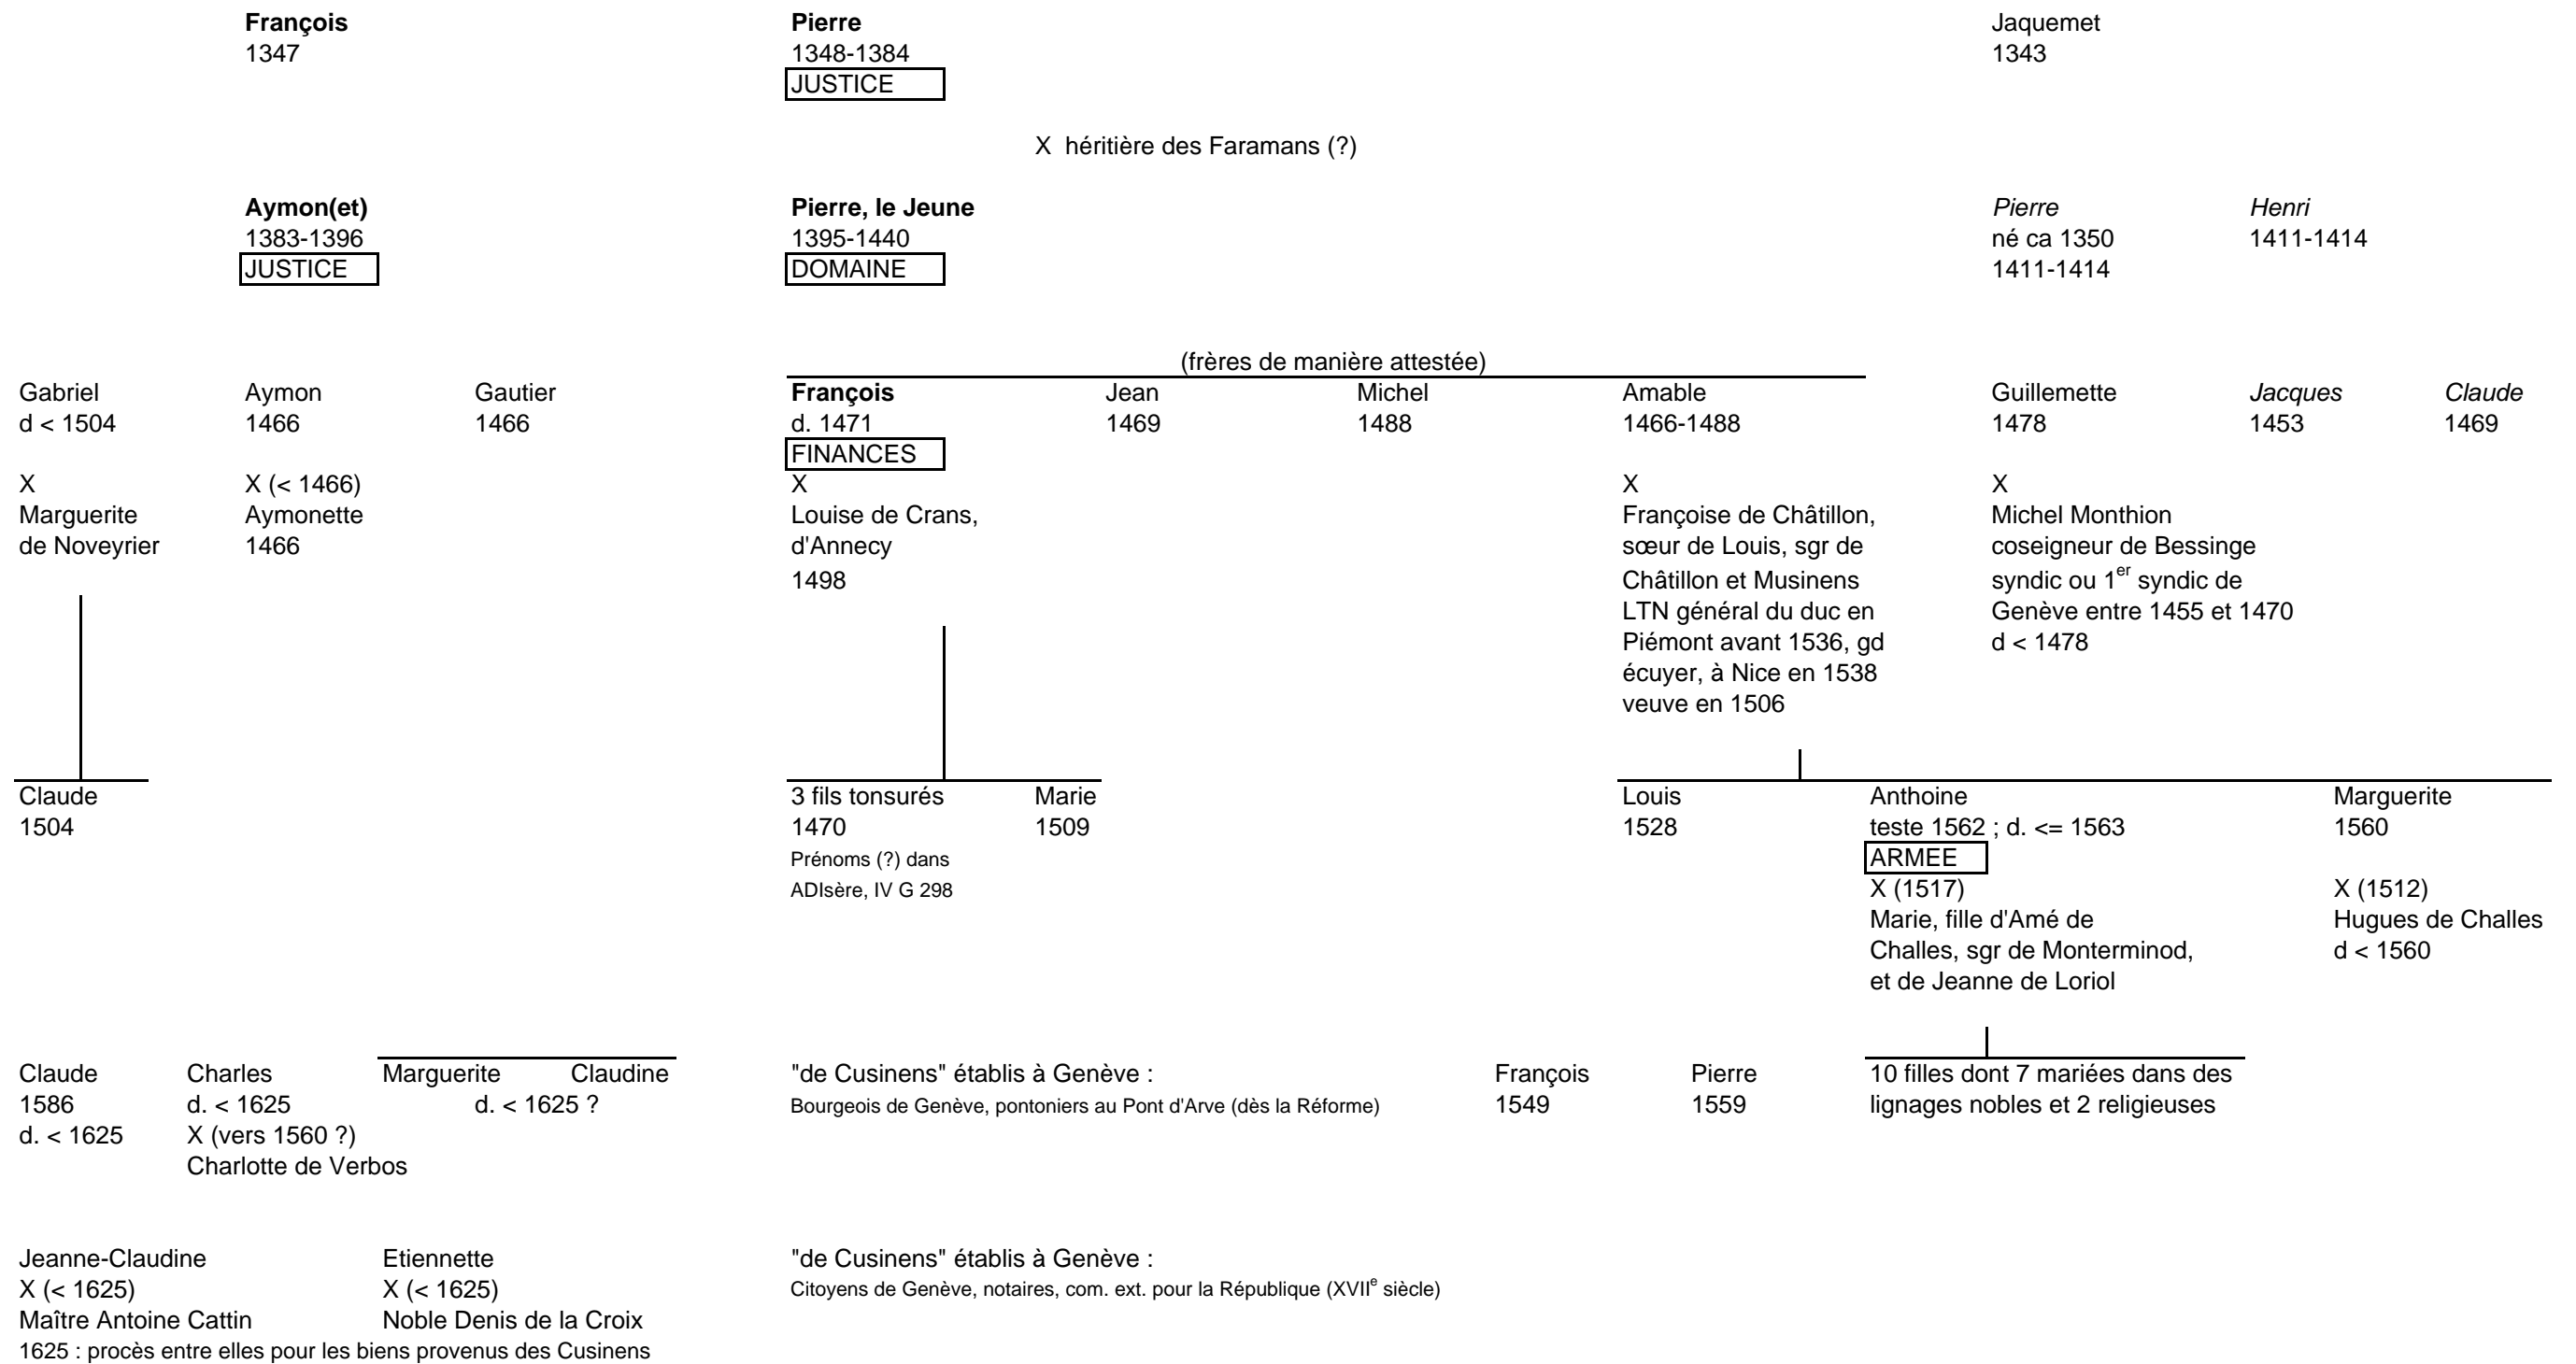 François
1347
Pierre
1348-1384
JUSTICE
Jaquemet
1343
X héritière des Faramans (?)
Aymon(et)
1383-1396
JUSTICE
Pierre, le Jeune
1395-1440
DOMAINE
Pierre
né ca 1350
1411-1414
Henri
1411-1414
(frères de manière attestée)
Gabriel
d < 1504
X
Marguerite
de Noveyrier
Aymon
1466
X (< 1466)
Aymonette
1466
Gautier
1466
François
d. 1471
FINANCES
X
Louise de Crans,
d'Annecy
1498
Jean
1469
Michel
1488
Amable
1466-1488
X
Françoise de Châtillon,
sœur de Louis, sgr de
Châtillon et Musinens
LTN général du duc en
Piémont avant 1536, gd
écuyer, à Nice en 1538
veuve en 1506
Guillemette
1478
X
Michel Monthion
coseigneur de Bessinge
syndic ou 1er syndic de
Genève entre 1455 et 1470
d < 1478
Jacques
1453
Claude
1469
Claude
1504
3 fils tonsurés
1470
Prénoms (?) dans
ADIsère, IV G 298
Marie
1509
Louis
1528
Anthoine
teste 1562 ; d. <= 1563
ARMEE
X (1517)
Marie, fille d'Amé de
Challes, sgr de Monterminod,
et de Jeanne de Loriol
Marguerite
1560
X (1512)
Hugues de Challes
d < 1560
Claude
1586
d. < 1625
Charles
d. < 1625
X (vers 1560 ?)
Charlotte de Verbos
Marguerite Claudine
d. < 1625 ?
"de Cusinens" établis à Genève :
Bourgeois de Genève, pontoniers au Pont d'Arve (dès la Réforme)
François
1549
Pierre
1559
10 filles dont 7 mariées dans des
lignages nobles et 2 religieuses
Jeanne-Claudine
X (< 1625)
Maître Antoine Cattin
Etiennette
X (< 1625)
Noble Denis de la Croix
1625 : procès entre elles pour les biens provenus des Cusinens
"de Cusinens" établis à Genève :
Citoyens de Genève, notaires, com. ext. pour la République (XVIIe siècle)